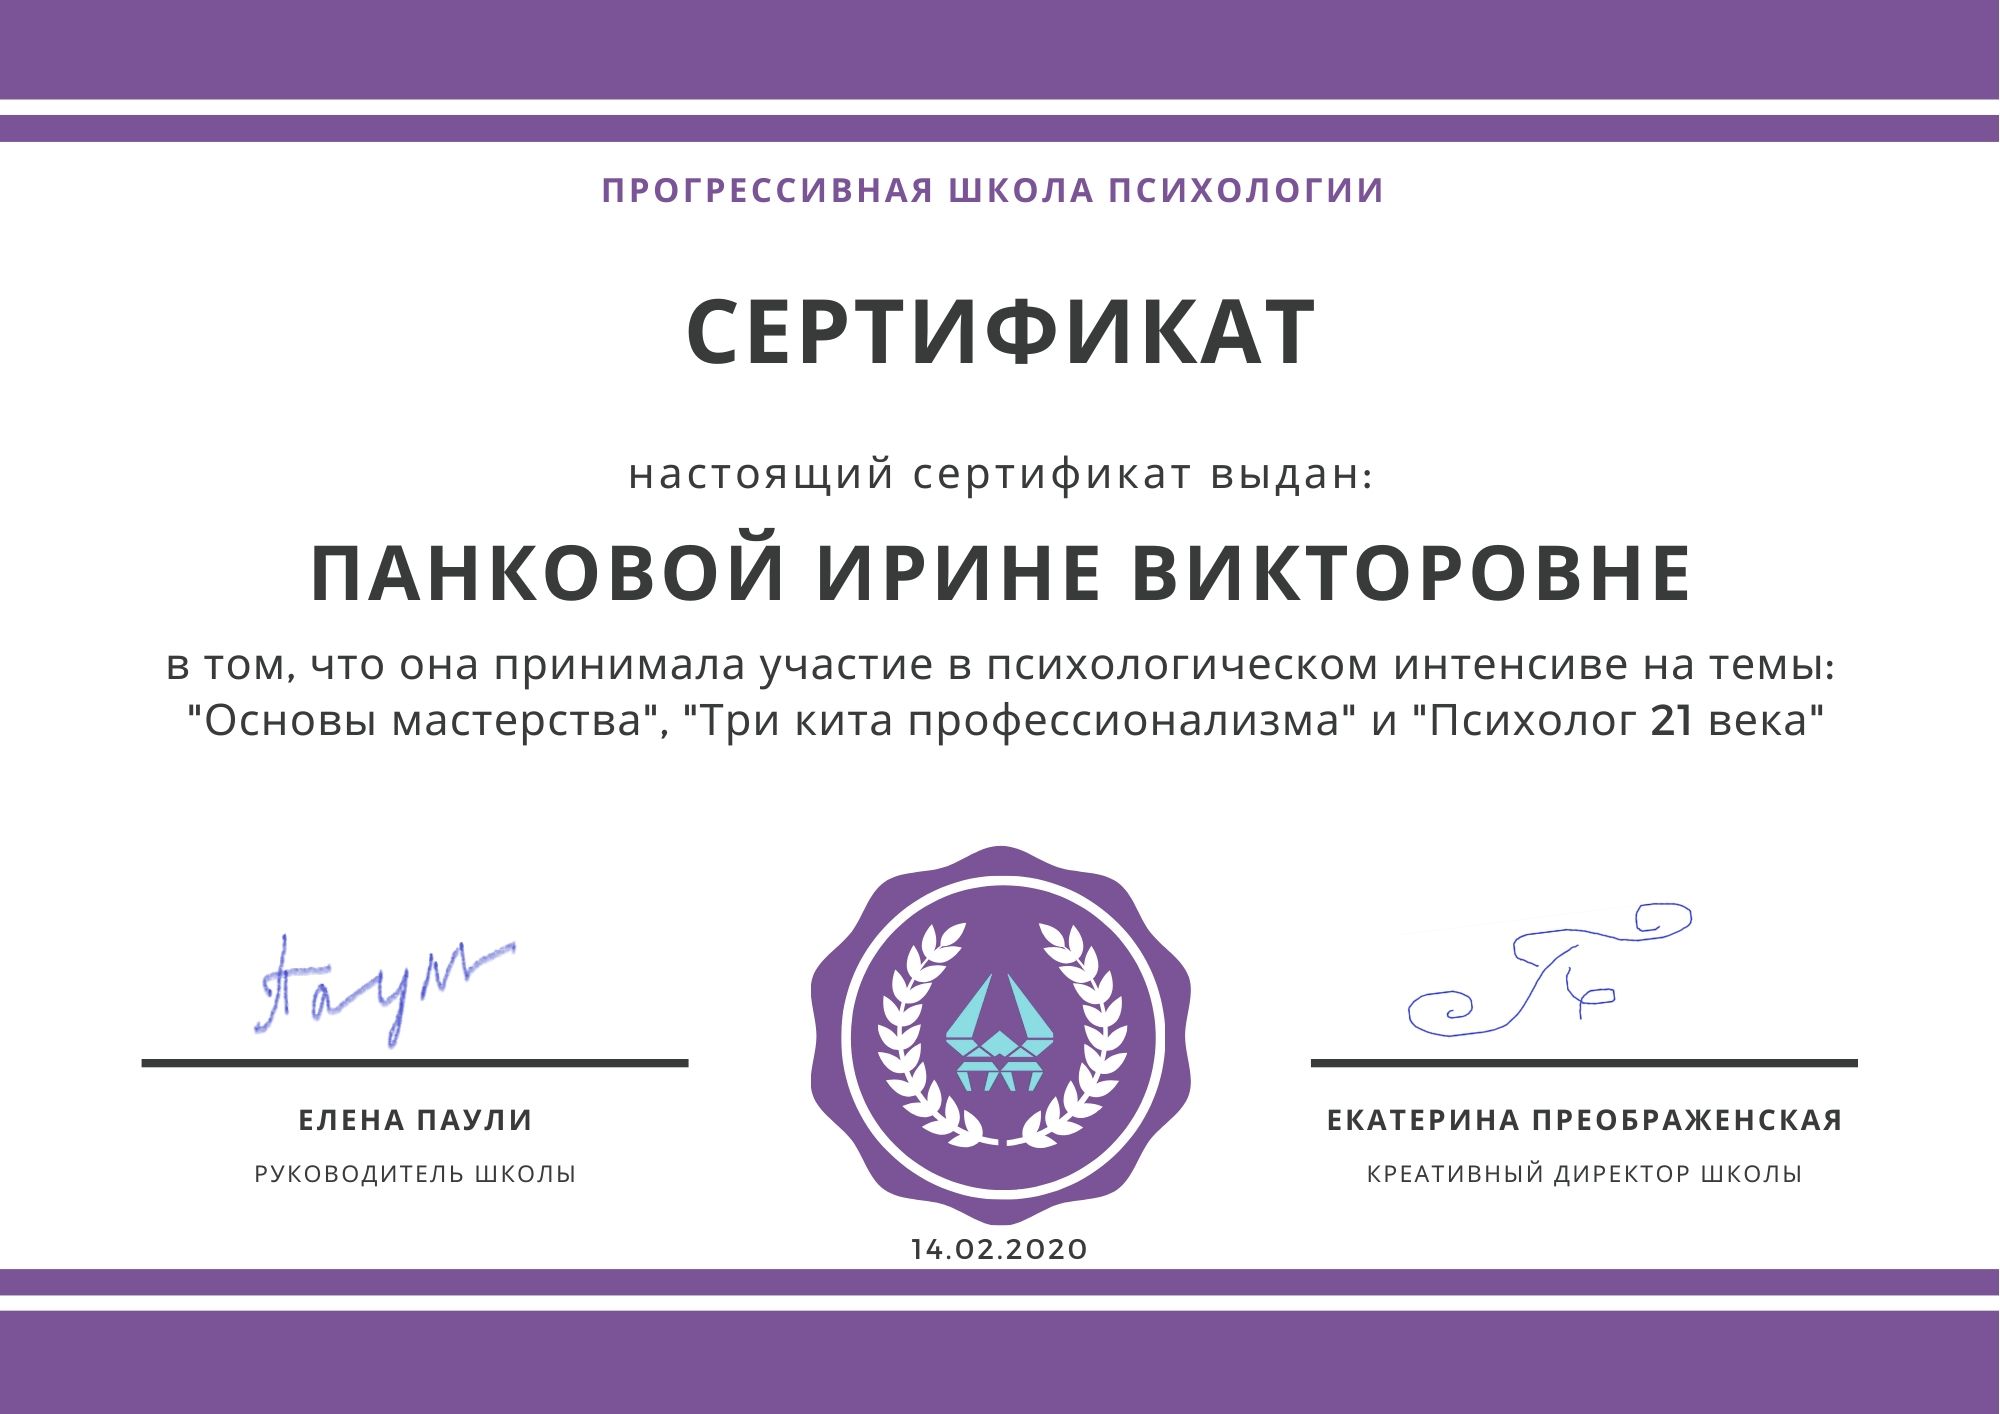 ПРОГРЕССИВНАЯ ШКОЛА ПСИХОЛОГИИ
СЕРТИФИКАТ
настоящий сертификат выдан:
ПАНКОВОЙ ИРИНЕ ВИКТОРОВНЕ
в том, что она принимала участие в психологическом интенсиве на темы:
"Основы мастерства", "Три кита профессионализма" и "Психолог 21 века"
Паули
ЕЛЕНА ПАУЛИ
РУКОВОДИТЕЛЬ ШКОЛЫ
ЕКАТЕРИНА ПРЕОБРАЖЕНСКАЯ
КРЕАТИВНЫЙ ДИРЕКТОР ШКОЛЫ
14.02.2020